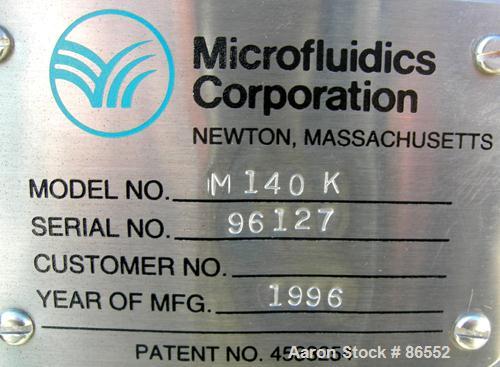 Microfluidics
Corporation
NEWTON, MASSACHUSETTS
MODEL NO. M140K
SERIAL NO. 96127
CUSTOMER NO.
YEAR OF MFG. 1996
PATENT NO.
Aaron Stock # 86552